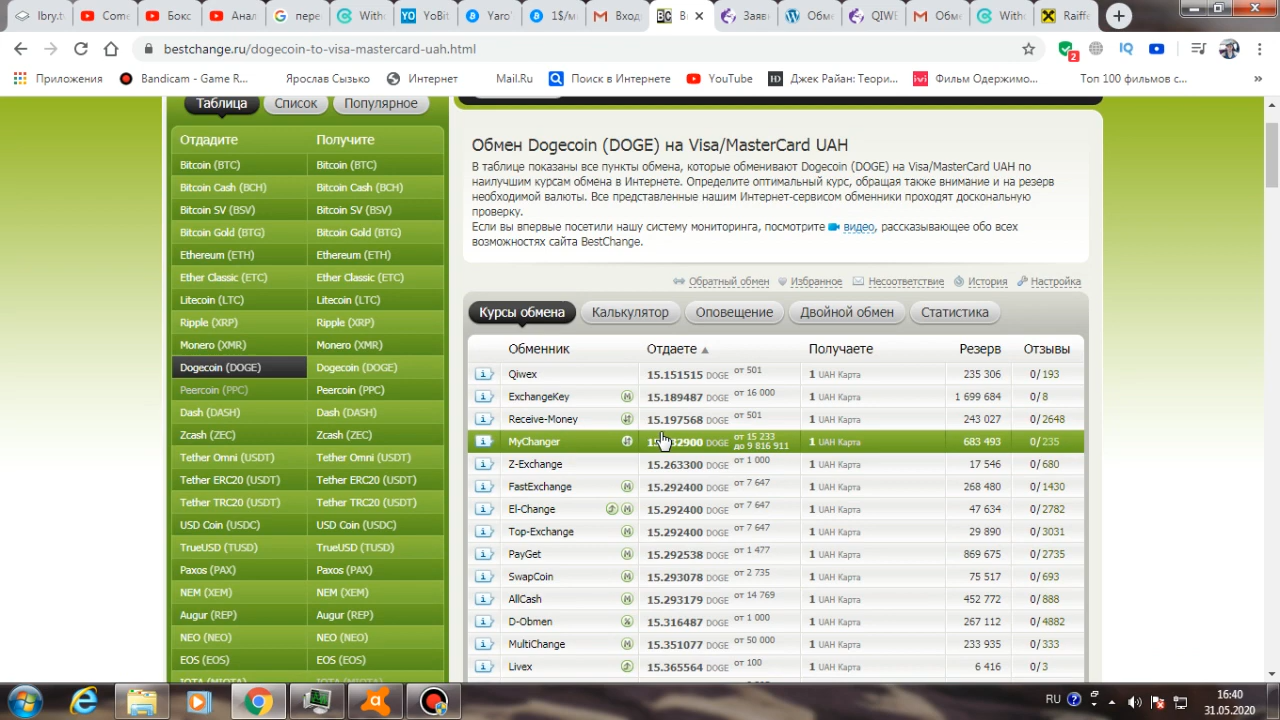 lbry.t
Come
Бокс
Анал
пере
With
YoBit
Yaro
1$/м
Вход
В
Заяв
Обм
QIW
Обм
With
Raiffe
bestchange.ru/dogecoin-to-visa-mastercard-uah.html
2
IQ
Приложения
Bandicam - Game R...
Ярослав Сызько
Интернет
Mail.Ru
Поиск в Интернете
YouTube
Джек Райан: Теори...
Фильм Одержимо...
Топ 100 фильмов с...
»
Таблица Список Популярное
Отдадите Получите
Bitcoin (BTC) Bitcoin (BTC)
Bitcoin Cash (BCH) Bitcoin Cash (BCH)
Bitcoin SV (BSV) Bitcoin SV (BSV)
Bitcoin Gold (BTG) Bitcoin Gold (BTG)
Ethereum (ETH) Ethereum (ETH)
Ether Classic (ETC) Ether Classic (ETC)
Litecoin (LTC) Litecoin (LTC)
Ripple (XRP) Ripple (XRP)
Monero (XMR) Monero (XMR)
Dogecoin (DOGE) Dogecoin (DOGE)
Peercoin (PPC) Peercoin (PPC)
Dash (DASH) Dash (DASH)
Zcash (ZEC) Zcash (ZEC)
Tether Omni (USDT) Tether Omni (USDT)
Tether ERC20 (USDT) Tether ERC20 (USDT)
Tether TRC20 (USDT) Tether TRC20 (USDT)
USD Coin (USDC) USD Coin (USDC)
TrueUSD (TUSD) TrueUSD (TUSD)
Paxos (PAX) Paxos (PAX)
NEM (XEM) NEM (XEM)
Augur (REP) Augur (REP)
NEO (NEO) NEO (NEO)
EOS (EOS) EOS (EOS)
IOTA (MIOTA) IOTA (MIOTA)
Обмен Dogecoin (DOGE) на Visa/MasterCard UAH
В таблице показаны все пункты обмена, которые обменивают Dogecoin (DOGE) на Visa/MasterCard UAH по
наилучшим курсам обмена в Интернете. Определите оптимальный курс, обращая также внимание и на резерв
необходимой валюты. Все представленные нашим Интернет-сервисом обменники проходят доскональную
проверку.
Если вы впервые посетили нашу систему мониторинга, посмотрите видео, рассказывающее обо всех
возможностях сайта BestChange.
Обратный обмен Избранное Несоответствие История Настройка
Курсы обмена Калькулятор Оповещение Двойной обмен Статистика
Обменник Отдаете Получаете Резерв Отзывы
Qiwex 15.151515 DOGE от 501 1 UAH Карта 235 306 0/193
ExchangeKey 15.189487 DOGE от 16 000 1 UAH Карта 1 699 684 0/8
Receive-Money 15.197568 DOGE от 501 1 UAH Карта 243 027 0/2648
MyChanger DOGE от 15 233 до 9 816 911 1 UAH Карта 683 493 0/235
Z-Exchange 15.263300 DOGE от 1 000 1 UAH Карта 17 546 0/680
FastExchange 15.292400 DOGE от 7 647 1 UAH Карта 268 480 0/1430
El-Change 15.292400 DOGE от 7 647 1 UAH Карта 47 634 0/2782
Top-Exchange 15.292400 DOGE от 7 647 1 UAH Карта 29 890 0/3031
PayGet 15.292538 DOGE от 1 477 1 UAH Карта 869 675 0/2735
SwapCoin 15.293078 DOGE от 2 735 1 UAH Карта 75 517 0/693
AllCash 15.293179 DOGE от 14 769 1 UAH Карта 452 772 0/888
D-Obmen 15.316487 DOGE от 1 000 1 UAH Карта 267 112 0/4882
MultiChange 15.351077 DOGE от 50 000 1 UAH Карта 233 935 0/333
Livex 15.365564 DOGE от 100 1 UAH Карта 6 416 0/3
RU
16:40
31.05.2020